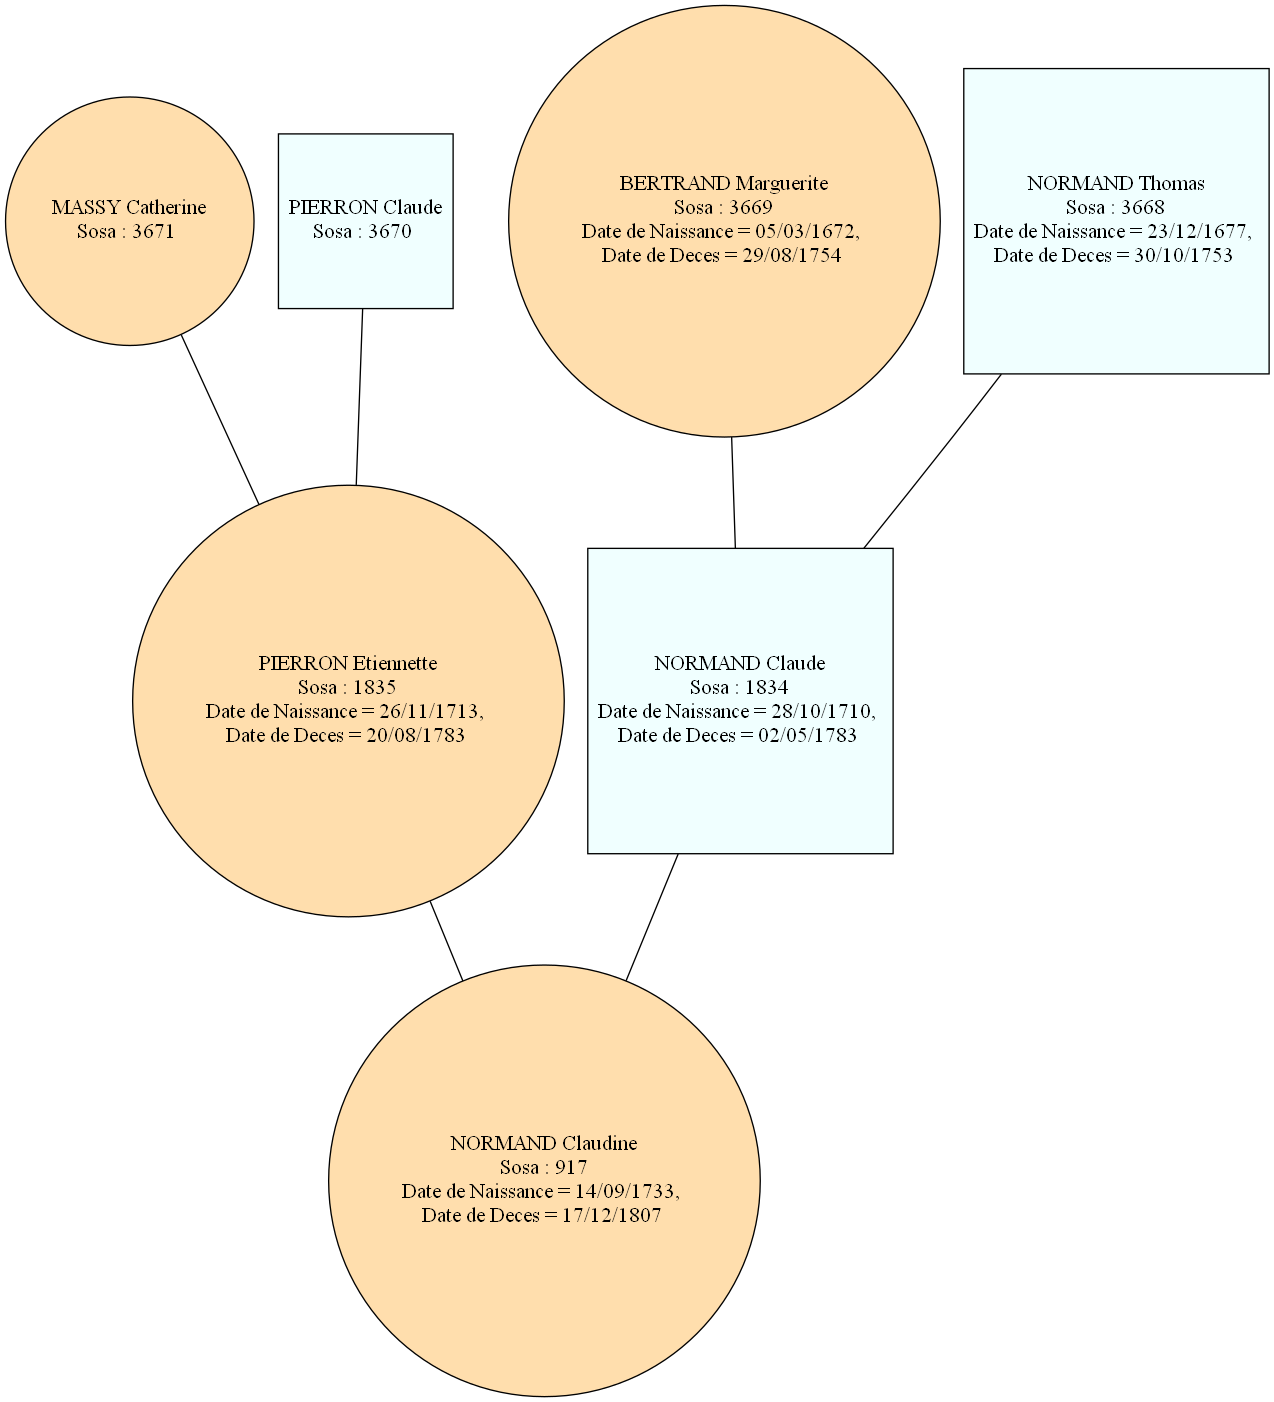 MASSY Catherine
Sosa : 3671
PIERRON Claude
Sosa : 3670
BERTRAND Marguerite
Sosa : 3669
Date de Naissance = 05/03/1672,
Date de Deces = 29/08/1754
NORMAND Thomas
Sosa : 3668
Date de Naissance = 23/12/1677,
Date de Deces = 30/10/1753
PIERRON Etiennette
Sosa : 1835
Date de Naissance = 26/11/1713,
Date de Deces = 20/08/1783
NORMAND Claude
Sosa : 1834
Date de Naissance = 28/10/1710,
Date de Deces = 02/05/1783
NORMAND Claudine
Sosa : 917
Date de Naissance = 14/09/1733,
Date de Deces = 17/12/1807